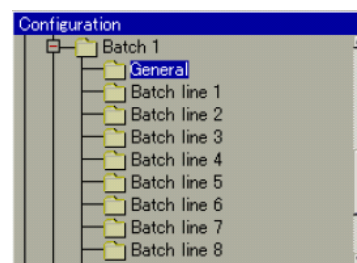 Configuration
Batch 1
General
Batch line 1
Batch line 2
Batch line 3
Batch line 4
Batch line 5
Batch line 6
Batch line 7
Batch line 8